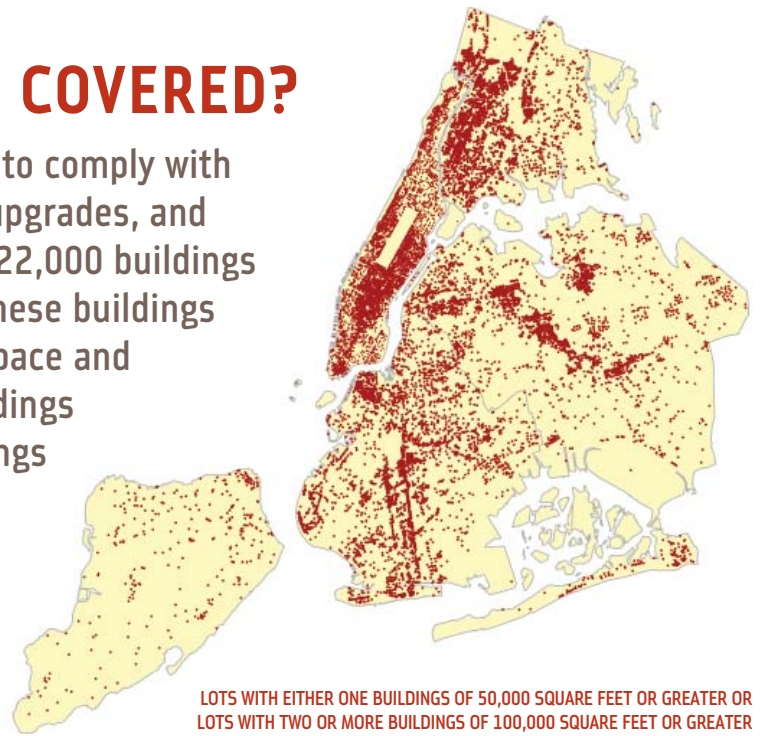 COVERED?
to comply with
upgrades, and
22,000 buildings
hese buildings
pace and
dings
ngs
LOTS WITH EITHER ONE BUILDINGS OF 50,000 SQUARE FEET OR GREATER OR
LOTS WITH TWO OR MORE BUILDINGS OF 100,000 SQUARE FEET OR GREATER